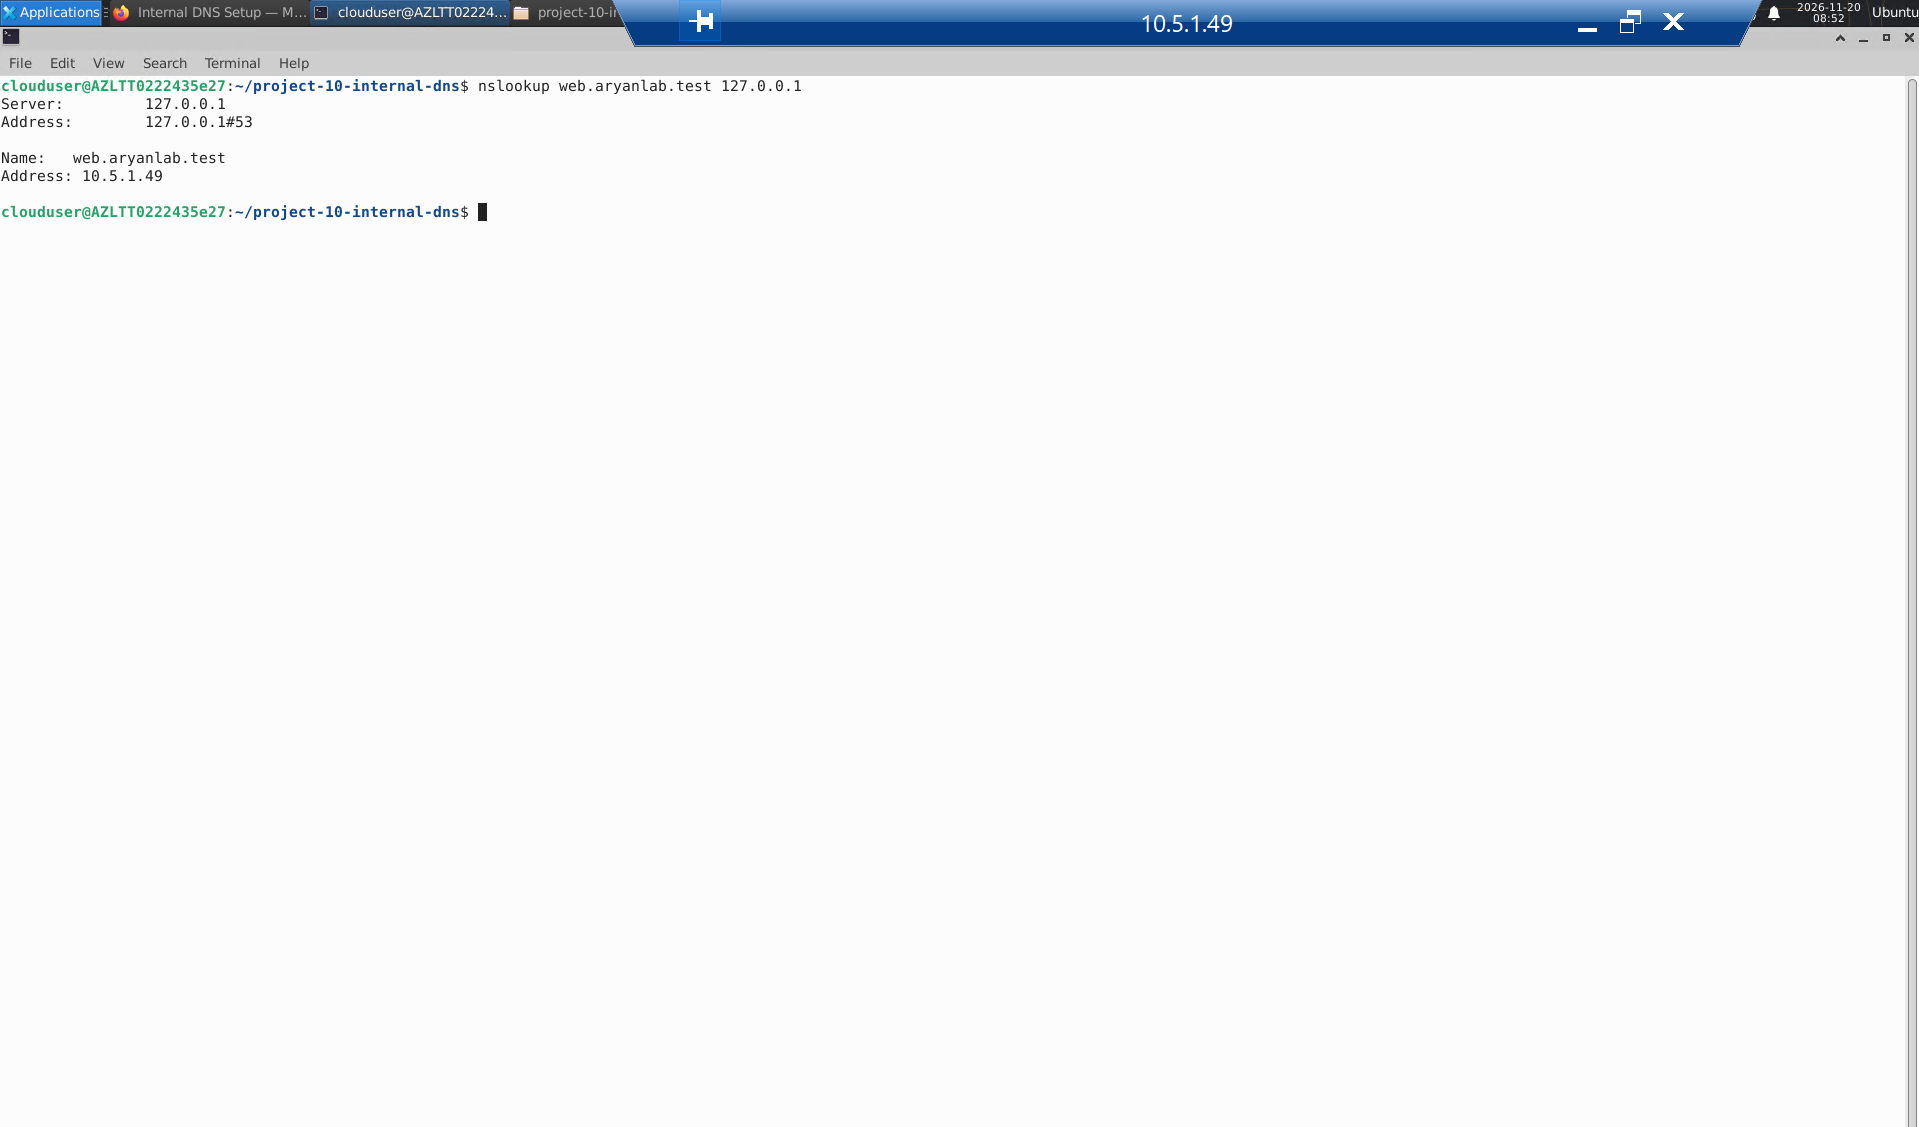 Applications
Internal DNS Setup — M...
clouduser@AZLTT02224...
project-10-i
10.5.1.49
2026-11-20
08:52
Ubuntu
File Edit View Search Terminal Help
clouduser@AZLTT0222435e27:~/project-10-internal-dns$ nslookup web.aryanlab.test 127.0.0.1
Server: 127.0.0.1
Address: 127.0.0.1#53
Name: web.aryanlab.test
Address: 10.5.1.49
clouduser@AZLTT0222435e27:~/project-10-internal-dns$